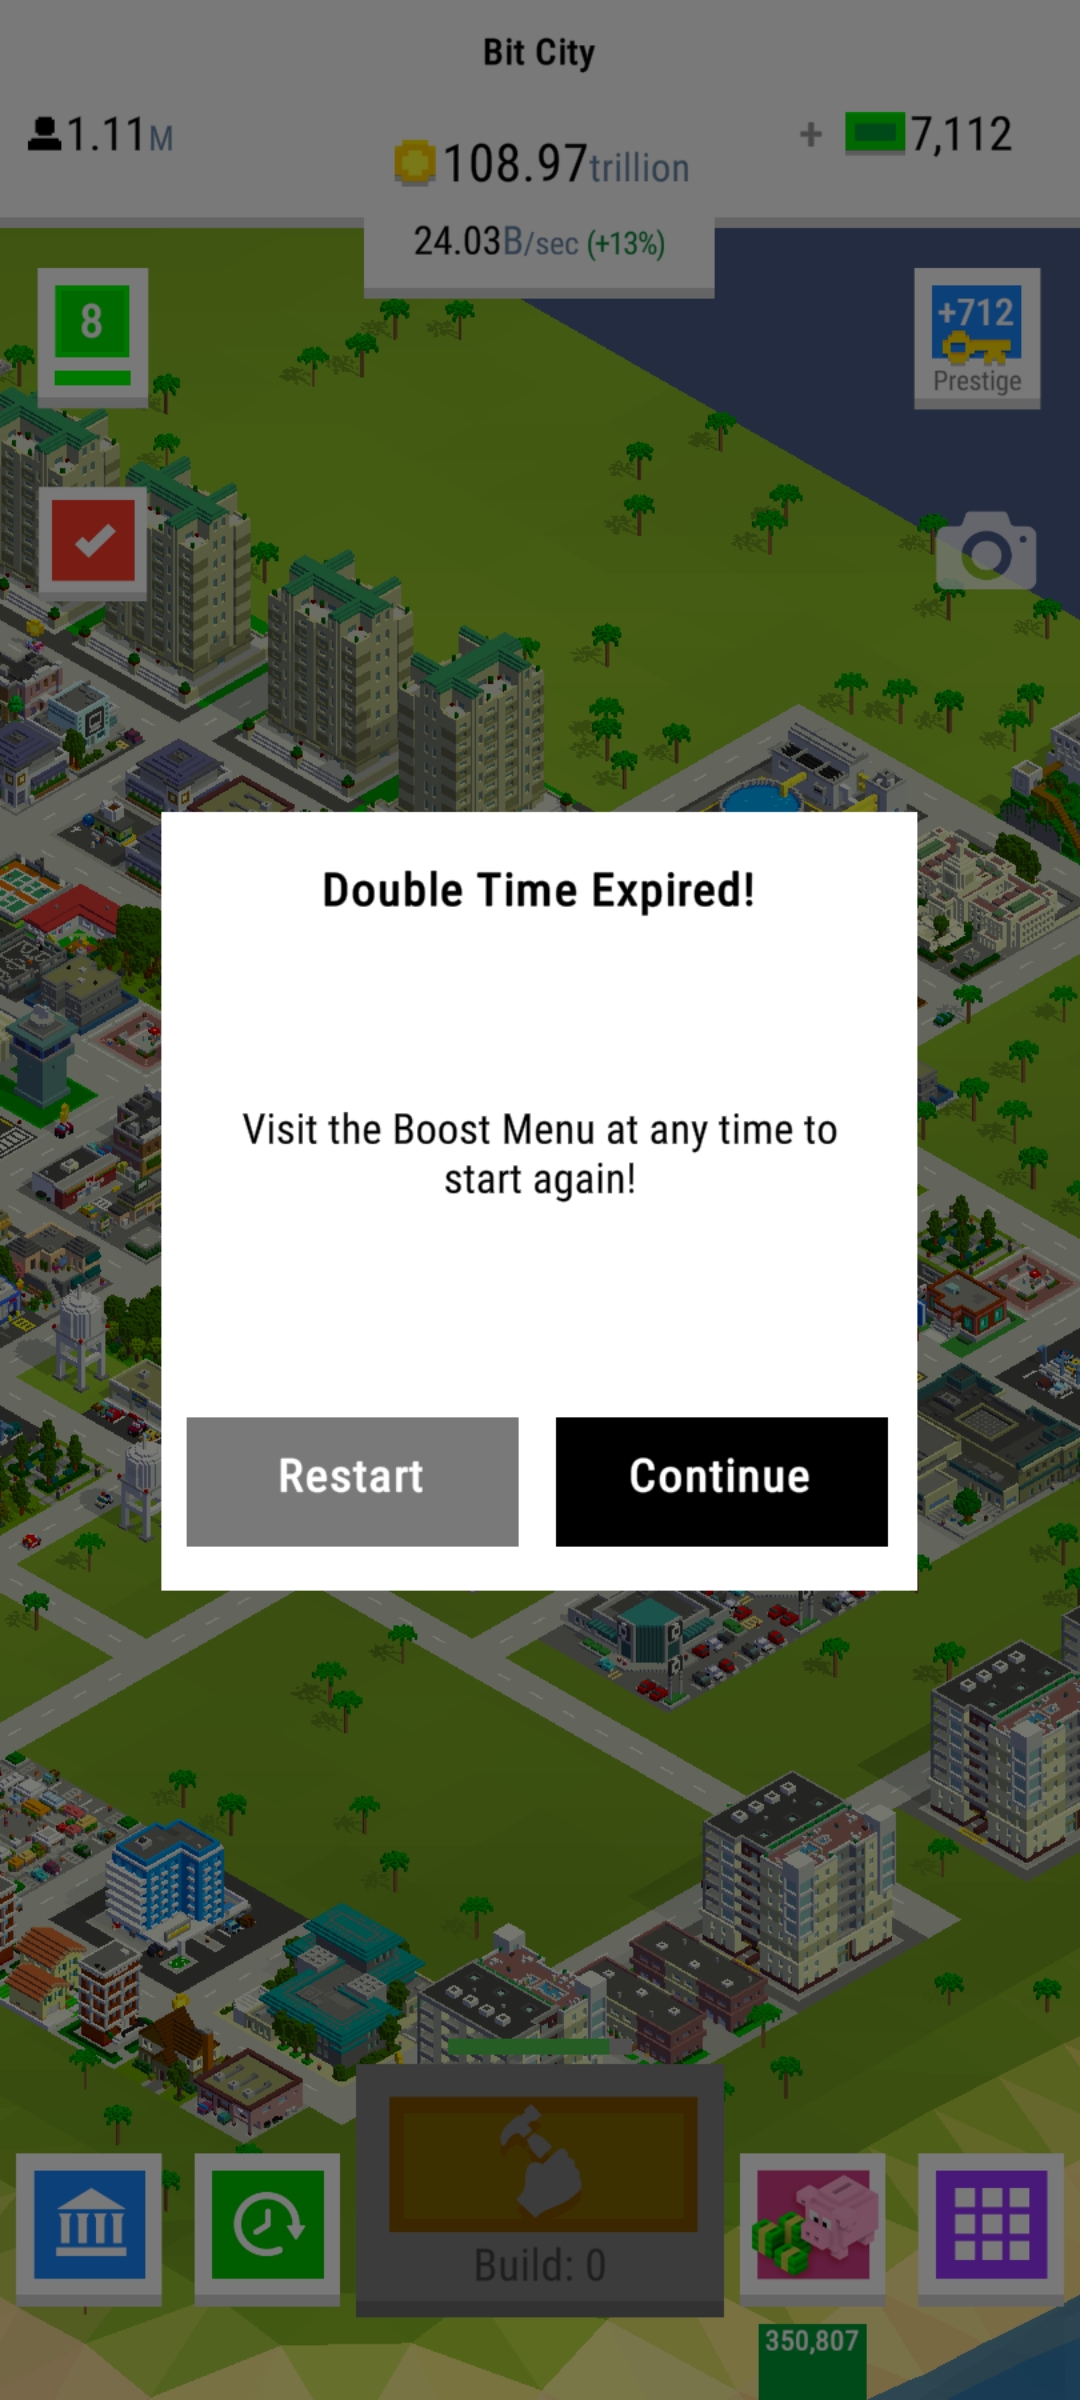 Bit City
1.11M
108.97trillion
+ 7,112
24.03B/sec (+13%)
8
+712
Prestige
Double Time Expired!
Visit the Boost Menu at any time to
start again!
Restart
Continue
Build: 0
350,807